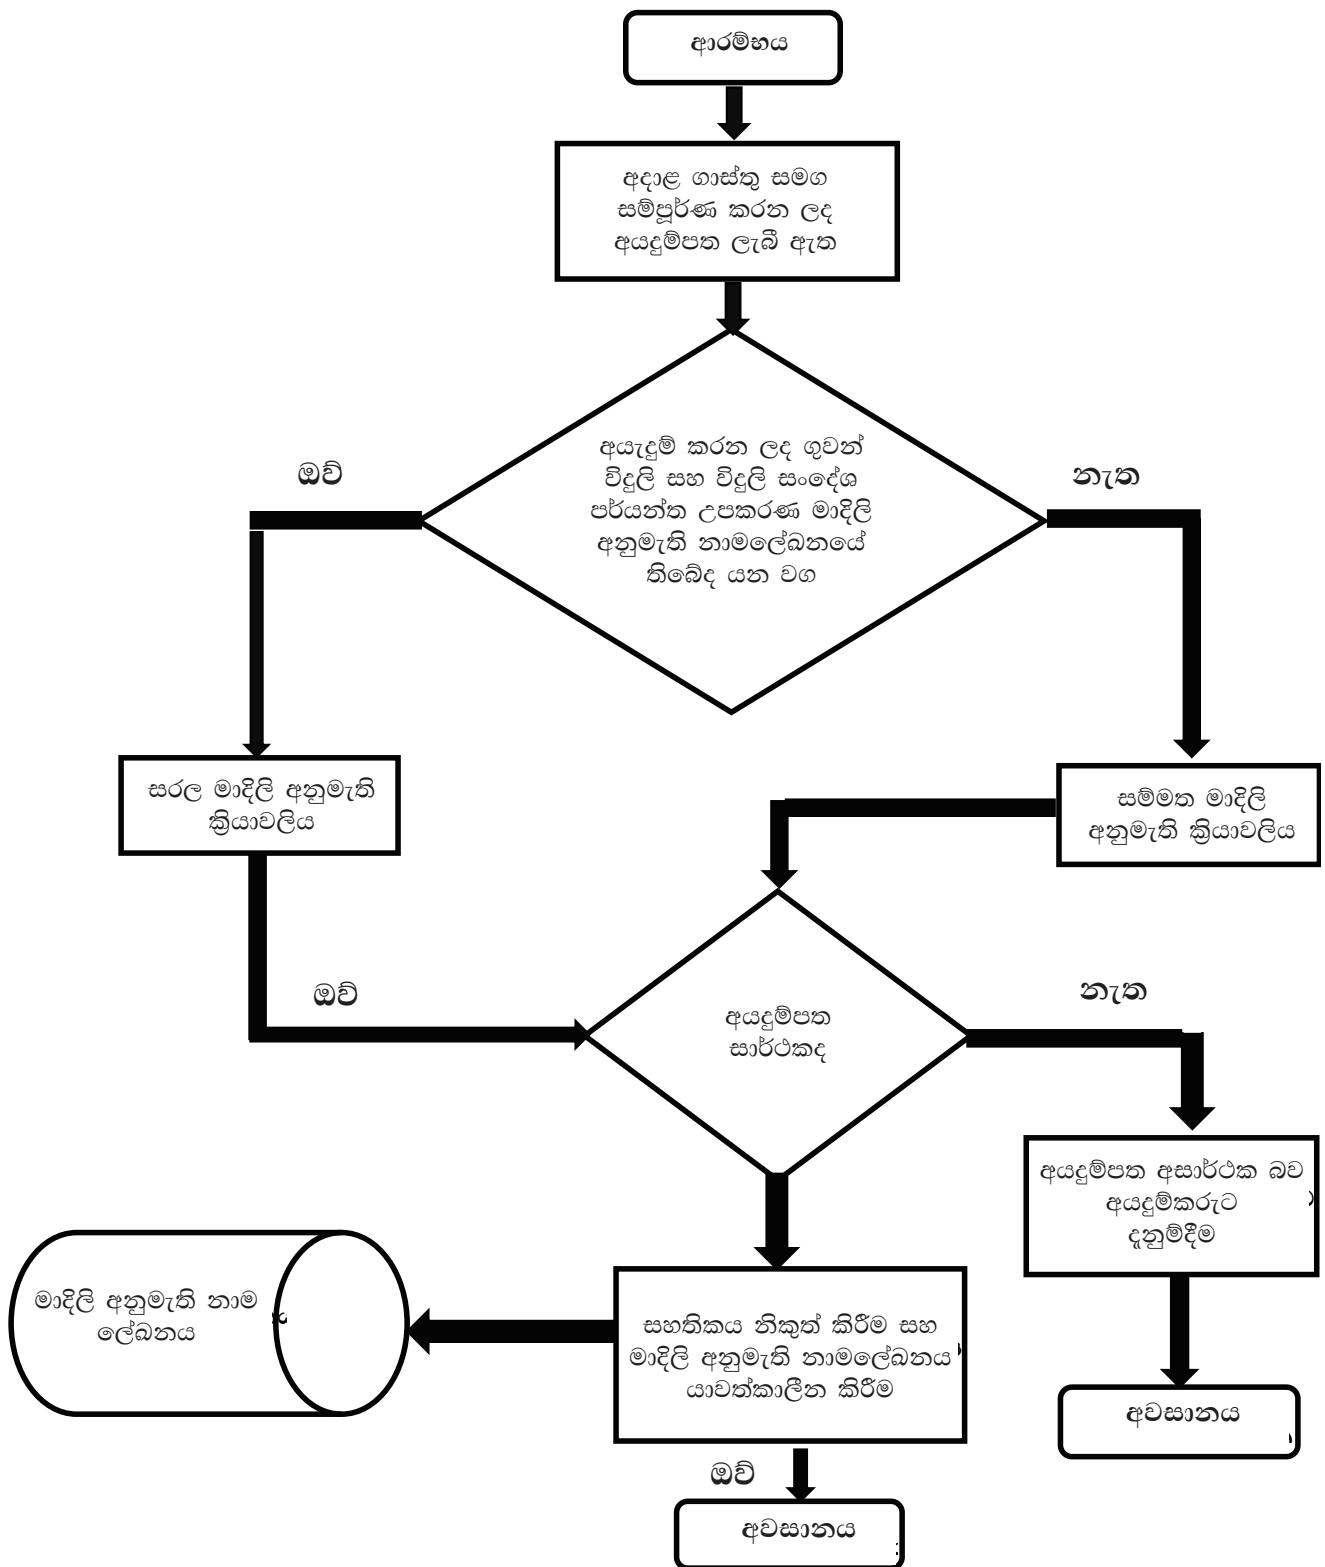 ආරම්භය
අදාළ ගාස්තු සමග
සම්පූර්ණ කරන ලද
අයදුම්පත ලැබී ඇත
අයැදුම් කරන ලද ගුවන්
විදුලි සහ විදුලි සංදේශ
පර්යන්ත උපකරණ මාදිලි
අනුමැති නාමලේඛනයේ
තිබේද යන වග
ඔව්
නැත
සරල මාදිලි අනුමැති
ක්‍රියාවලිය
සම්මත මාදිලි
අනුමැති ක්‍රියාවලිය
ඔව්
නැත
අයදුම්පත
සාර්ථකද
අයදුම්පත අසාර්ථක බව
අයදුම්කරුට
දැනුම්දීම
මාදිලි අනුමැති නාම
ලේඛනය
සහතිකය නිකුත් කිරීම සහ
මාදිලි අනුමැති නාමලේඛනය
යාවත්කාලීන කිරීම
අවසානය
ඔව්
අවසානය